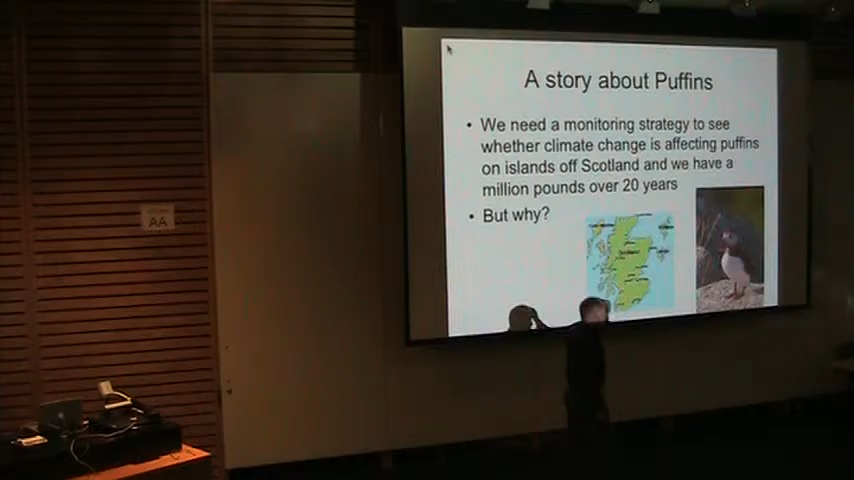 A story about Puffins
• We need a monitoring strategy to see
whether climate change is affecting puffins
on islands off Scotland and we have a
million pounds over 20 years
• But why?
AA